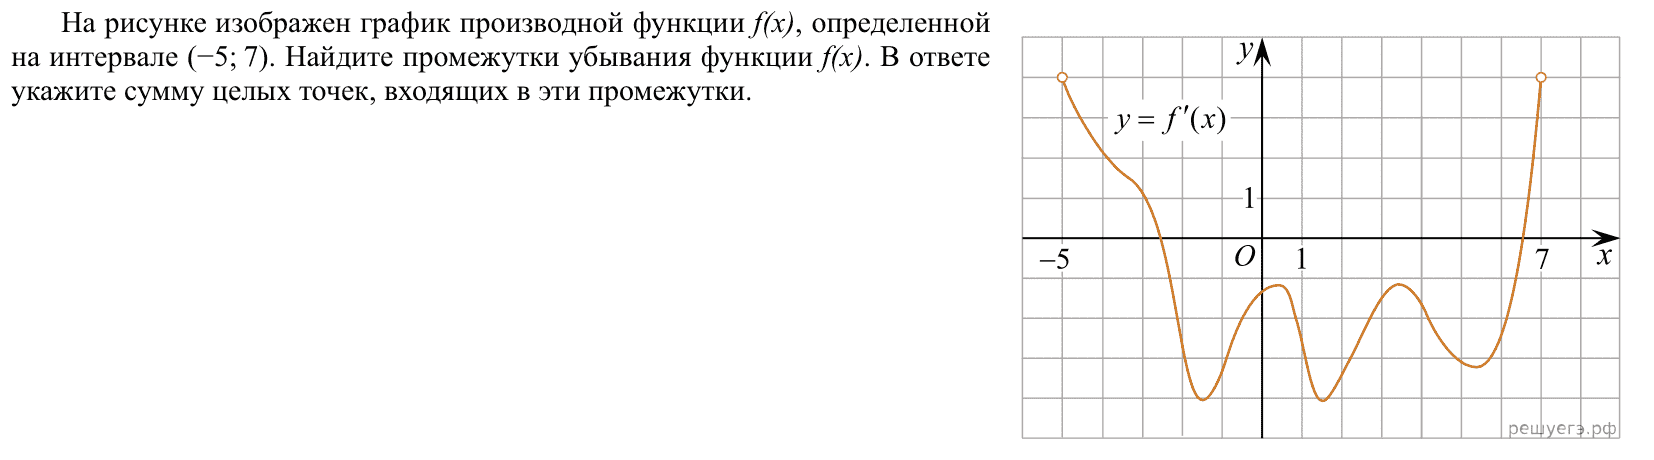 На рисунке изображен график производной функции f(x), определенной
на интервале (−5; 7). Найдите промежутки убывания функции f(x). В ответе
укажите сумму целых точек, входящих в эти промежутки.
y
y = f′(x)
1
−5
O
1
7
x
решуегэ.рф